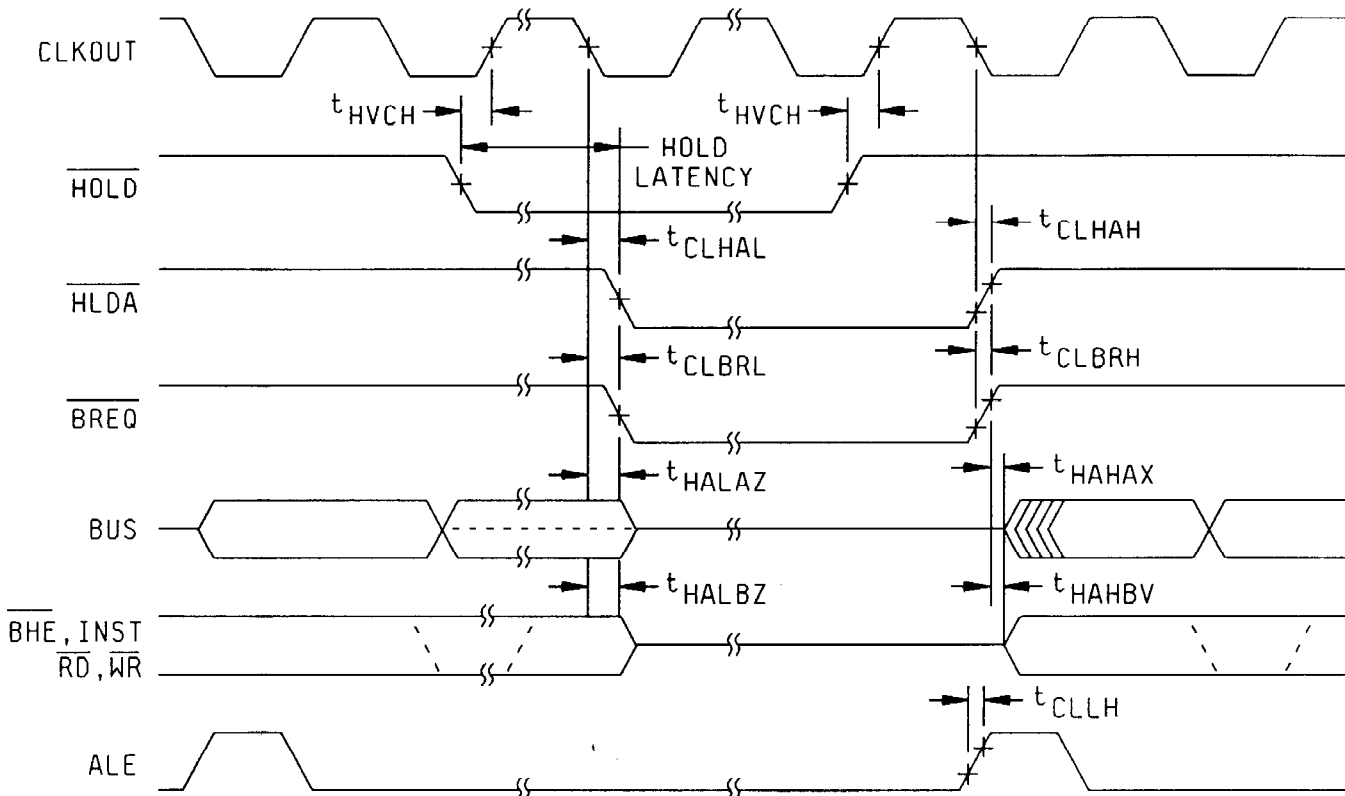 CLKOUT
tHVCH
tHVCH
HOLD
LATENCY
HOLD
tCLHAL
tCLHAH
HLDA
tCLBRL
tCLBRH
BREQ
tHALAZ
tHAHAX
BUS
tHALBZ
tHAHBV
BHE, INST
RD, WR
tCLLH
ALE